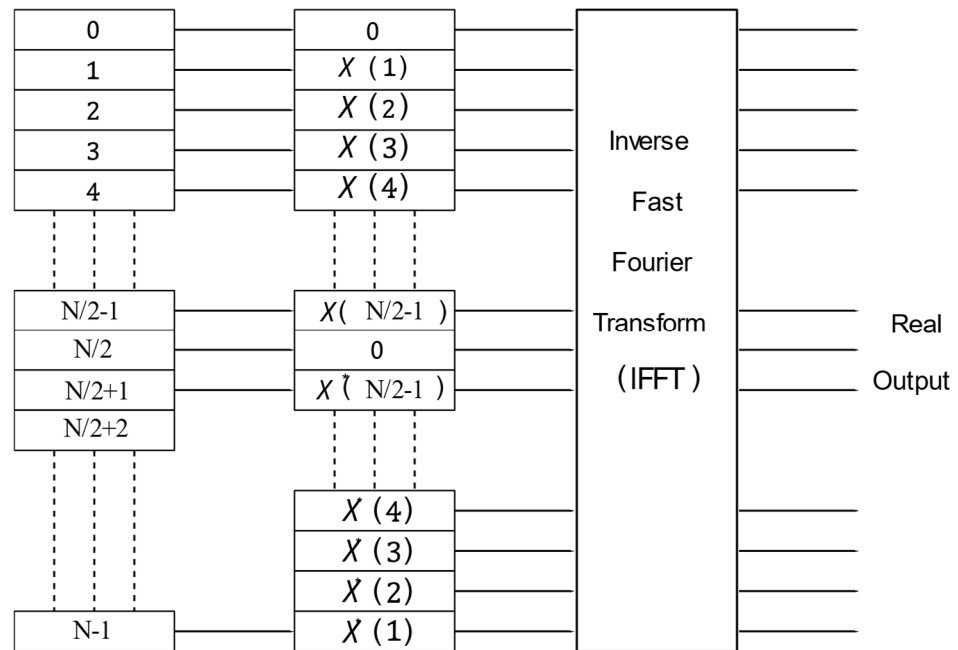 0
1
2
3
4
N/2-1
N/2
N/2+1
N/2+2
N-1
0
X (1)
X (2)
X (3)
X (4)
X( N/2-1 )
0
X*( N/2-1 )
X* (4)
X* (3)
X* (2)
X* (1)
Inverse
Fast
Fourier
Transform
(IFFT)
Real
Output